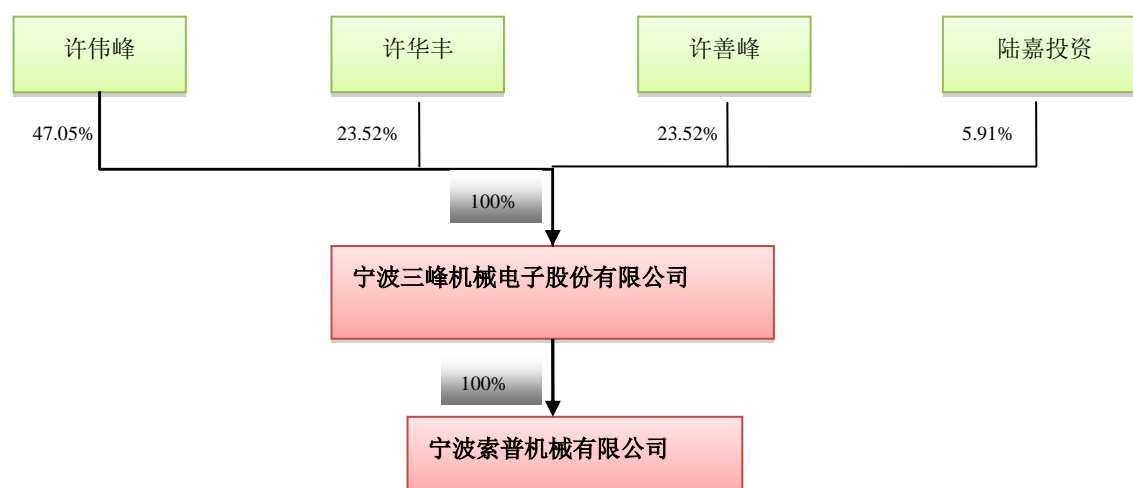 许伟峰
许华丰
许善峰
陆嘉投资
47.05%
23.52%
23.52%
5.91%
100%
宁波三峰机械电子股份有限公司
100%
宁波索普机械有限公司